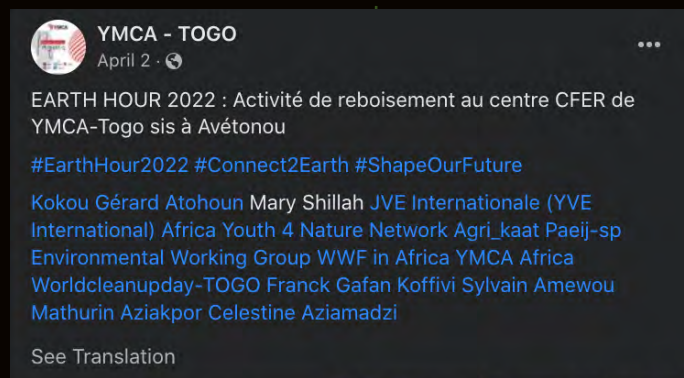 YMCA - TOGO
April 2 ·
EARTH HOUR 2022 : Activité de reboisement au centre CFER de
YMCA-Togo sis à Avétonou
#EarthHour2022 #Connect2Earth #ShapeOurFuture
Kokou Gérard Atohoun Mary Shillah JVE Internationale (YVE
International) Africa Youth 4 Nature Network Agri_kaat Paeij-sp
Environmental Working Group WWF in Africa YMCA Africa
Worldcleanupday-TOGO Franck Gafan Koffivi Sylvain Amewou
Mathurin Aziakpor Celestine Aziamadzi
See Translation